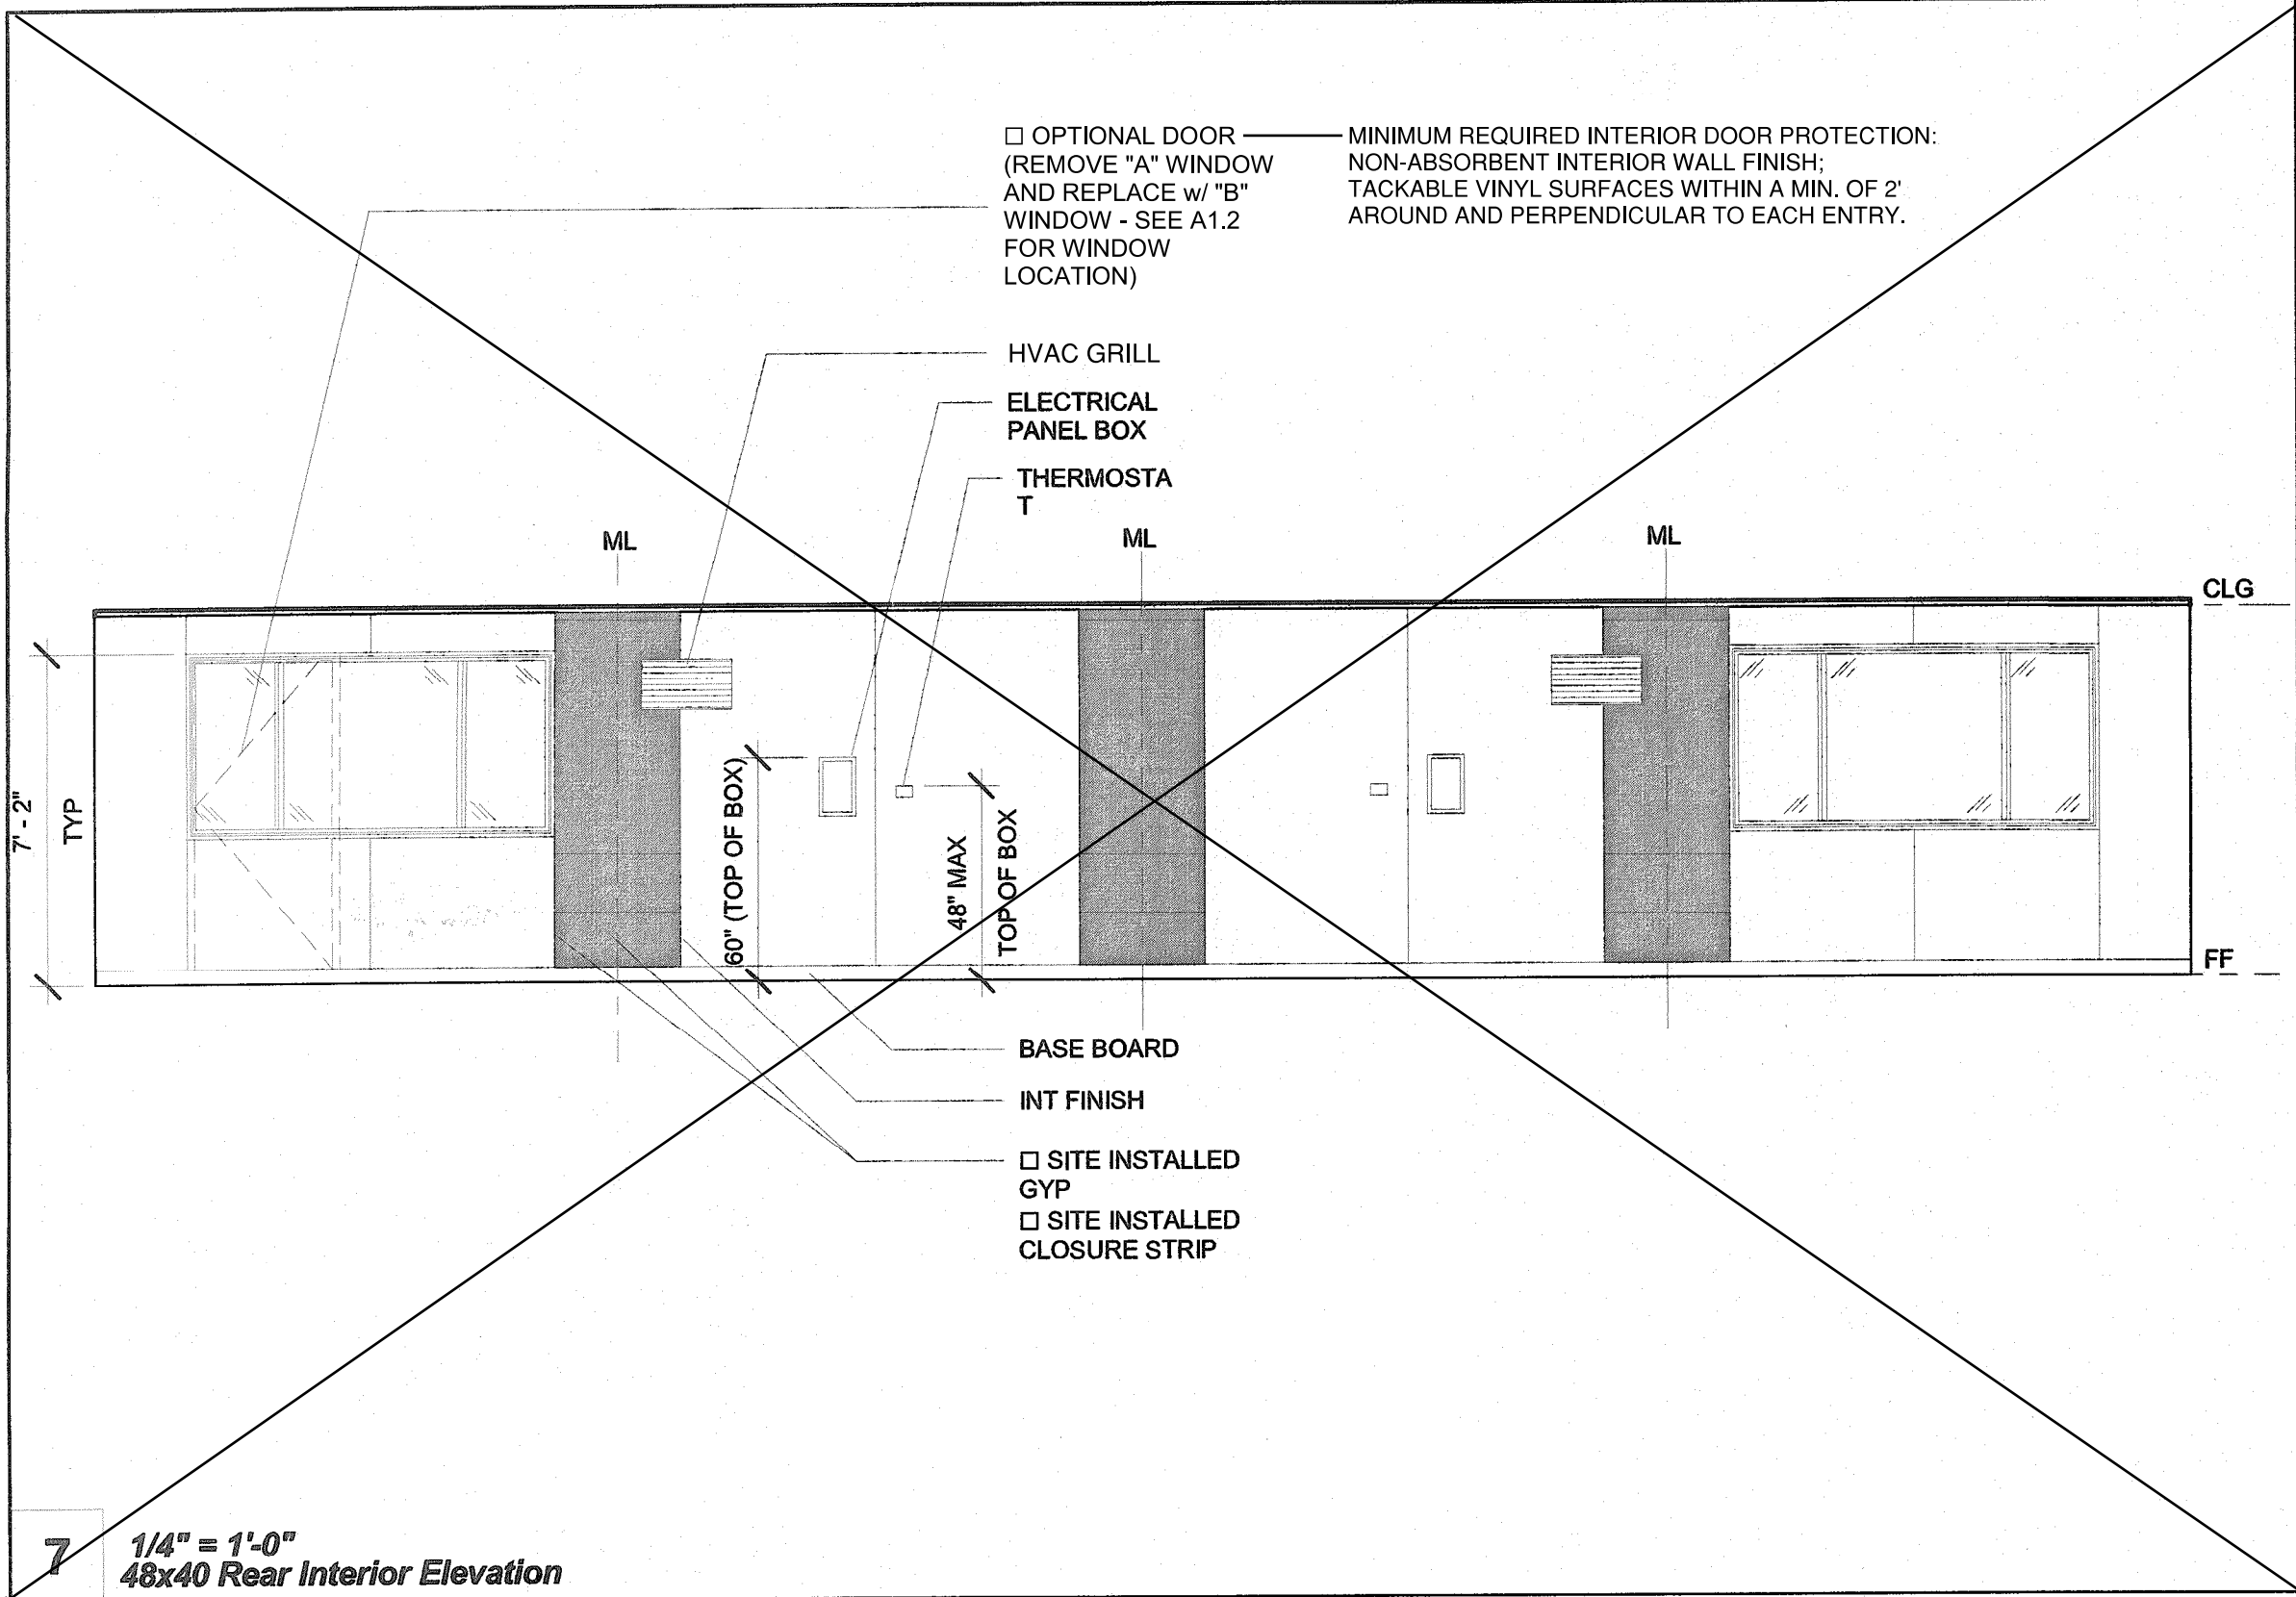 ☐ OPTIONAL DOOR
(REMOVE "A" WINDOW
AND REPLACE w/ "B"
WINDOW - SEE A1.2
FOR WINDOW
LOCATION)
MINIMUM REQUIRED INTERIOR DOOR PROTECTION:
NON-ABSORBENT INTERIOR WALL FINISH;
TACKABLE VINYL SURFACES WITHIN A MIN. OF 2'
AROUND AND PERPENDICULAR TO EACH ENTRY.
HVAC GRILL
ELECTRICAL
PANEL BOX
THERMOSTA
T
ML
ML
ML
CLG
7' - 2"
TYP
60" (TOP OF BOX)
48" MAX
TOP OF BOX
FF
BASE BOARD
INT FINISH
☐ SITE INSTALLED
GYP
☐ SITE INSTALLED
CLOSURE STRIP
7
1/4" = 1'-0"
48x40 Rear Interior Elevation